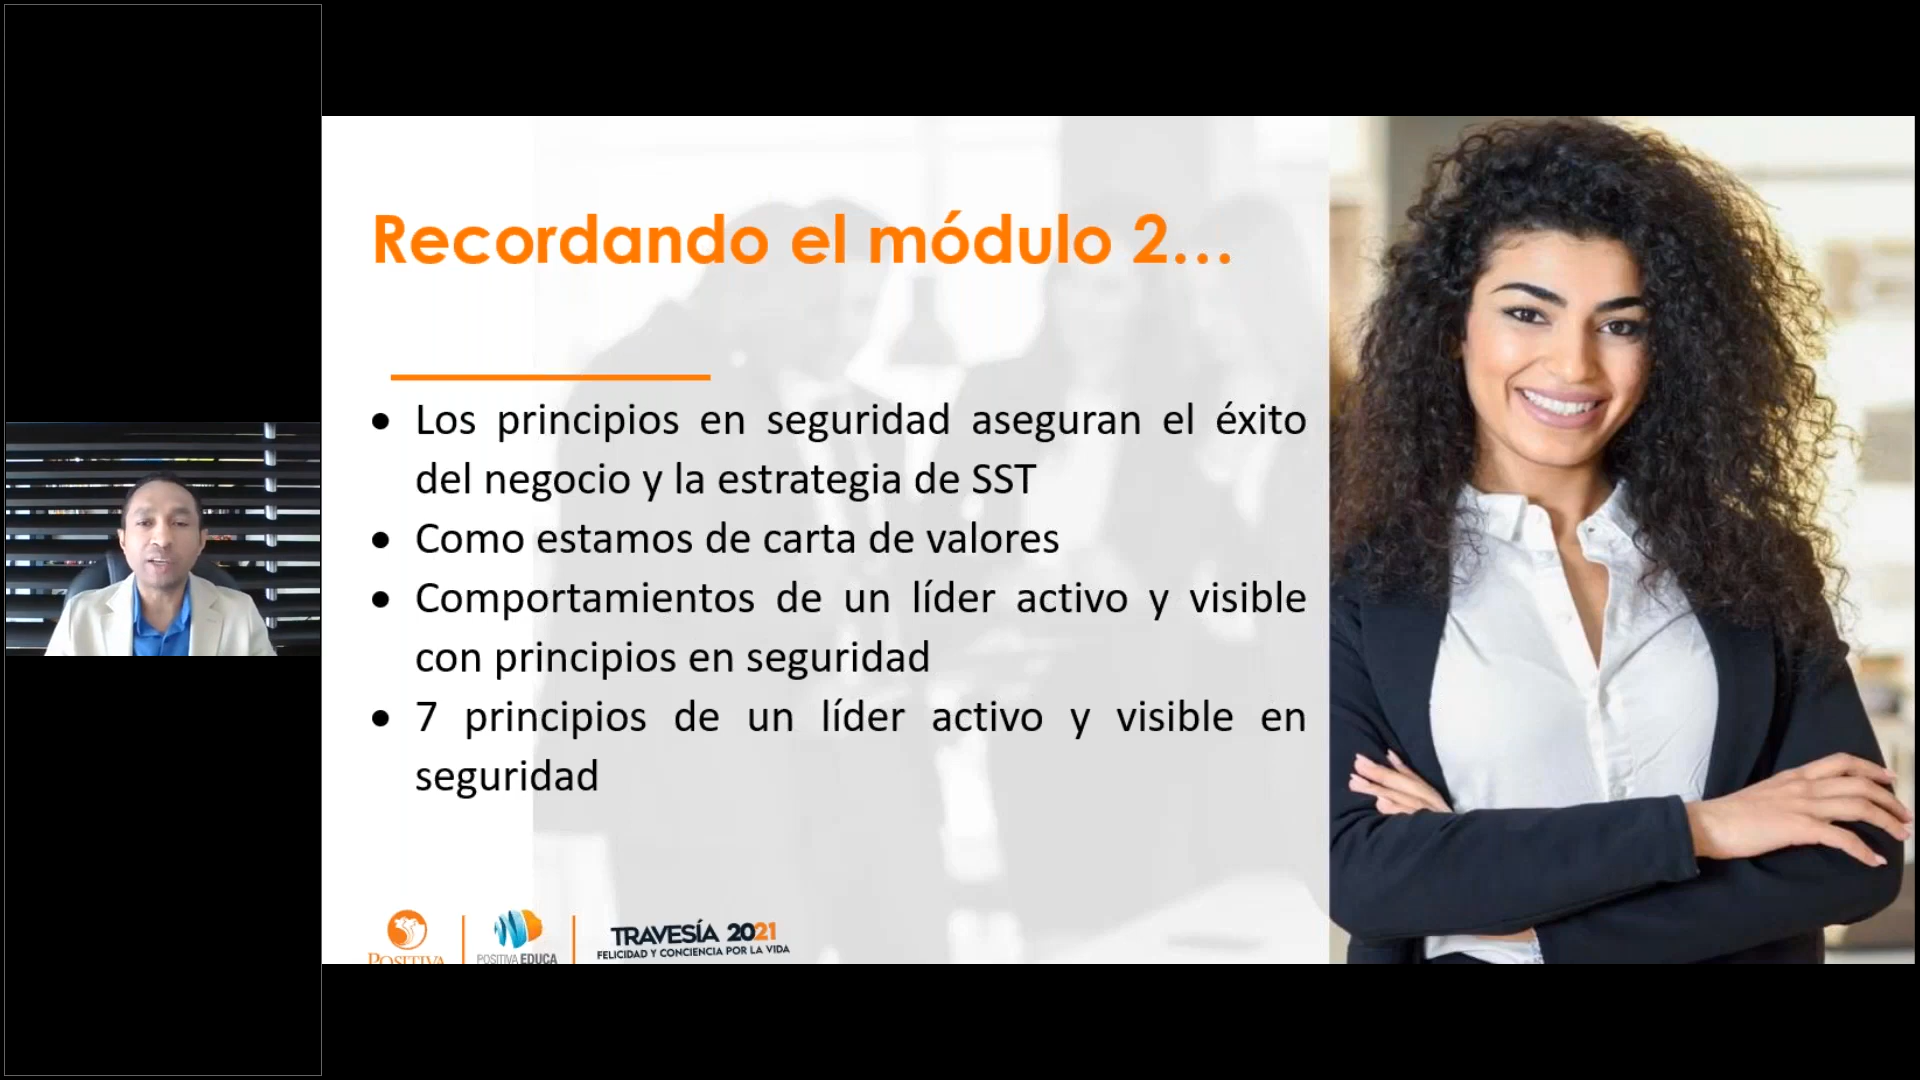 Recordando el módulo 2...
• Los principios en seguridad aseguran el éxito
del negocio y la estrategia de SST
• Como estamos de carta de valores
• Comportamientos de un líder activo y visible
con principios en seguridad
• 7 principios de un líder activo y visible en
seguridad
POSITIVA
POSITIVA EDUCA
TRAVESÍA 2021
FELICIDAD Y CONCIENCIA POR LA VIDA